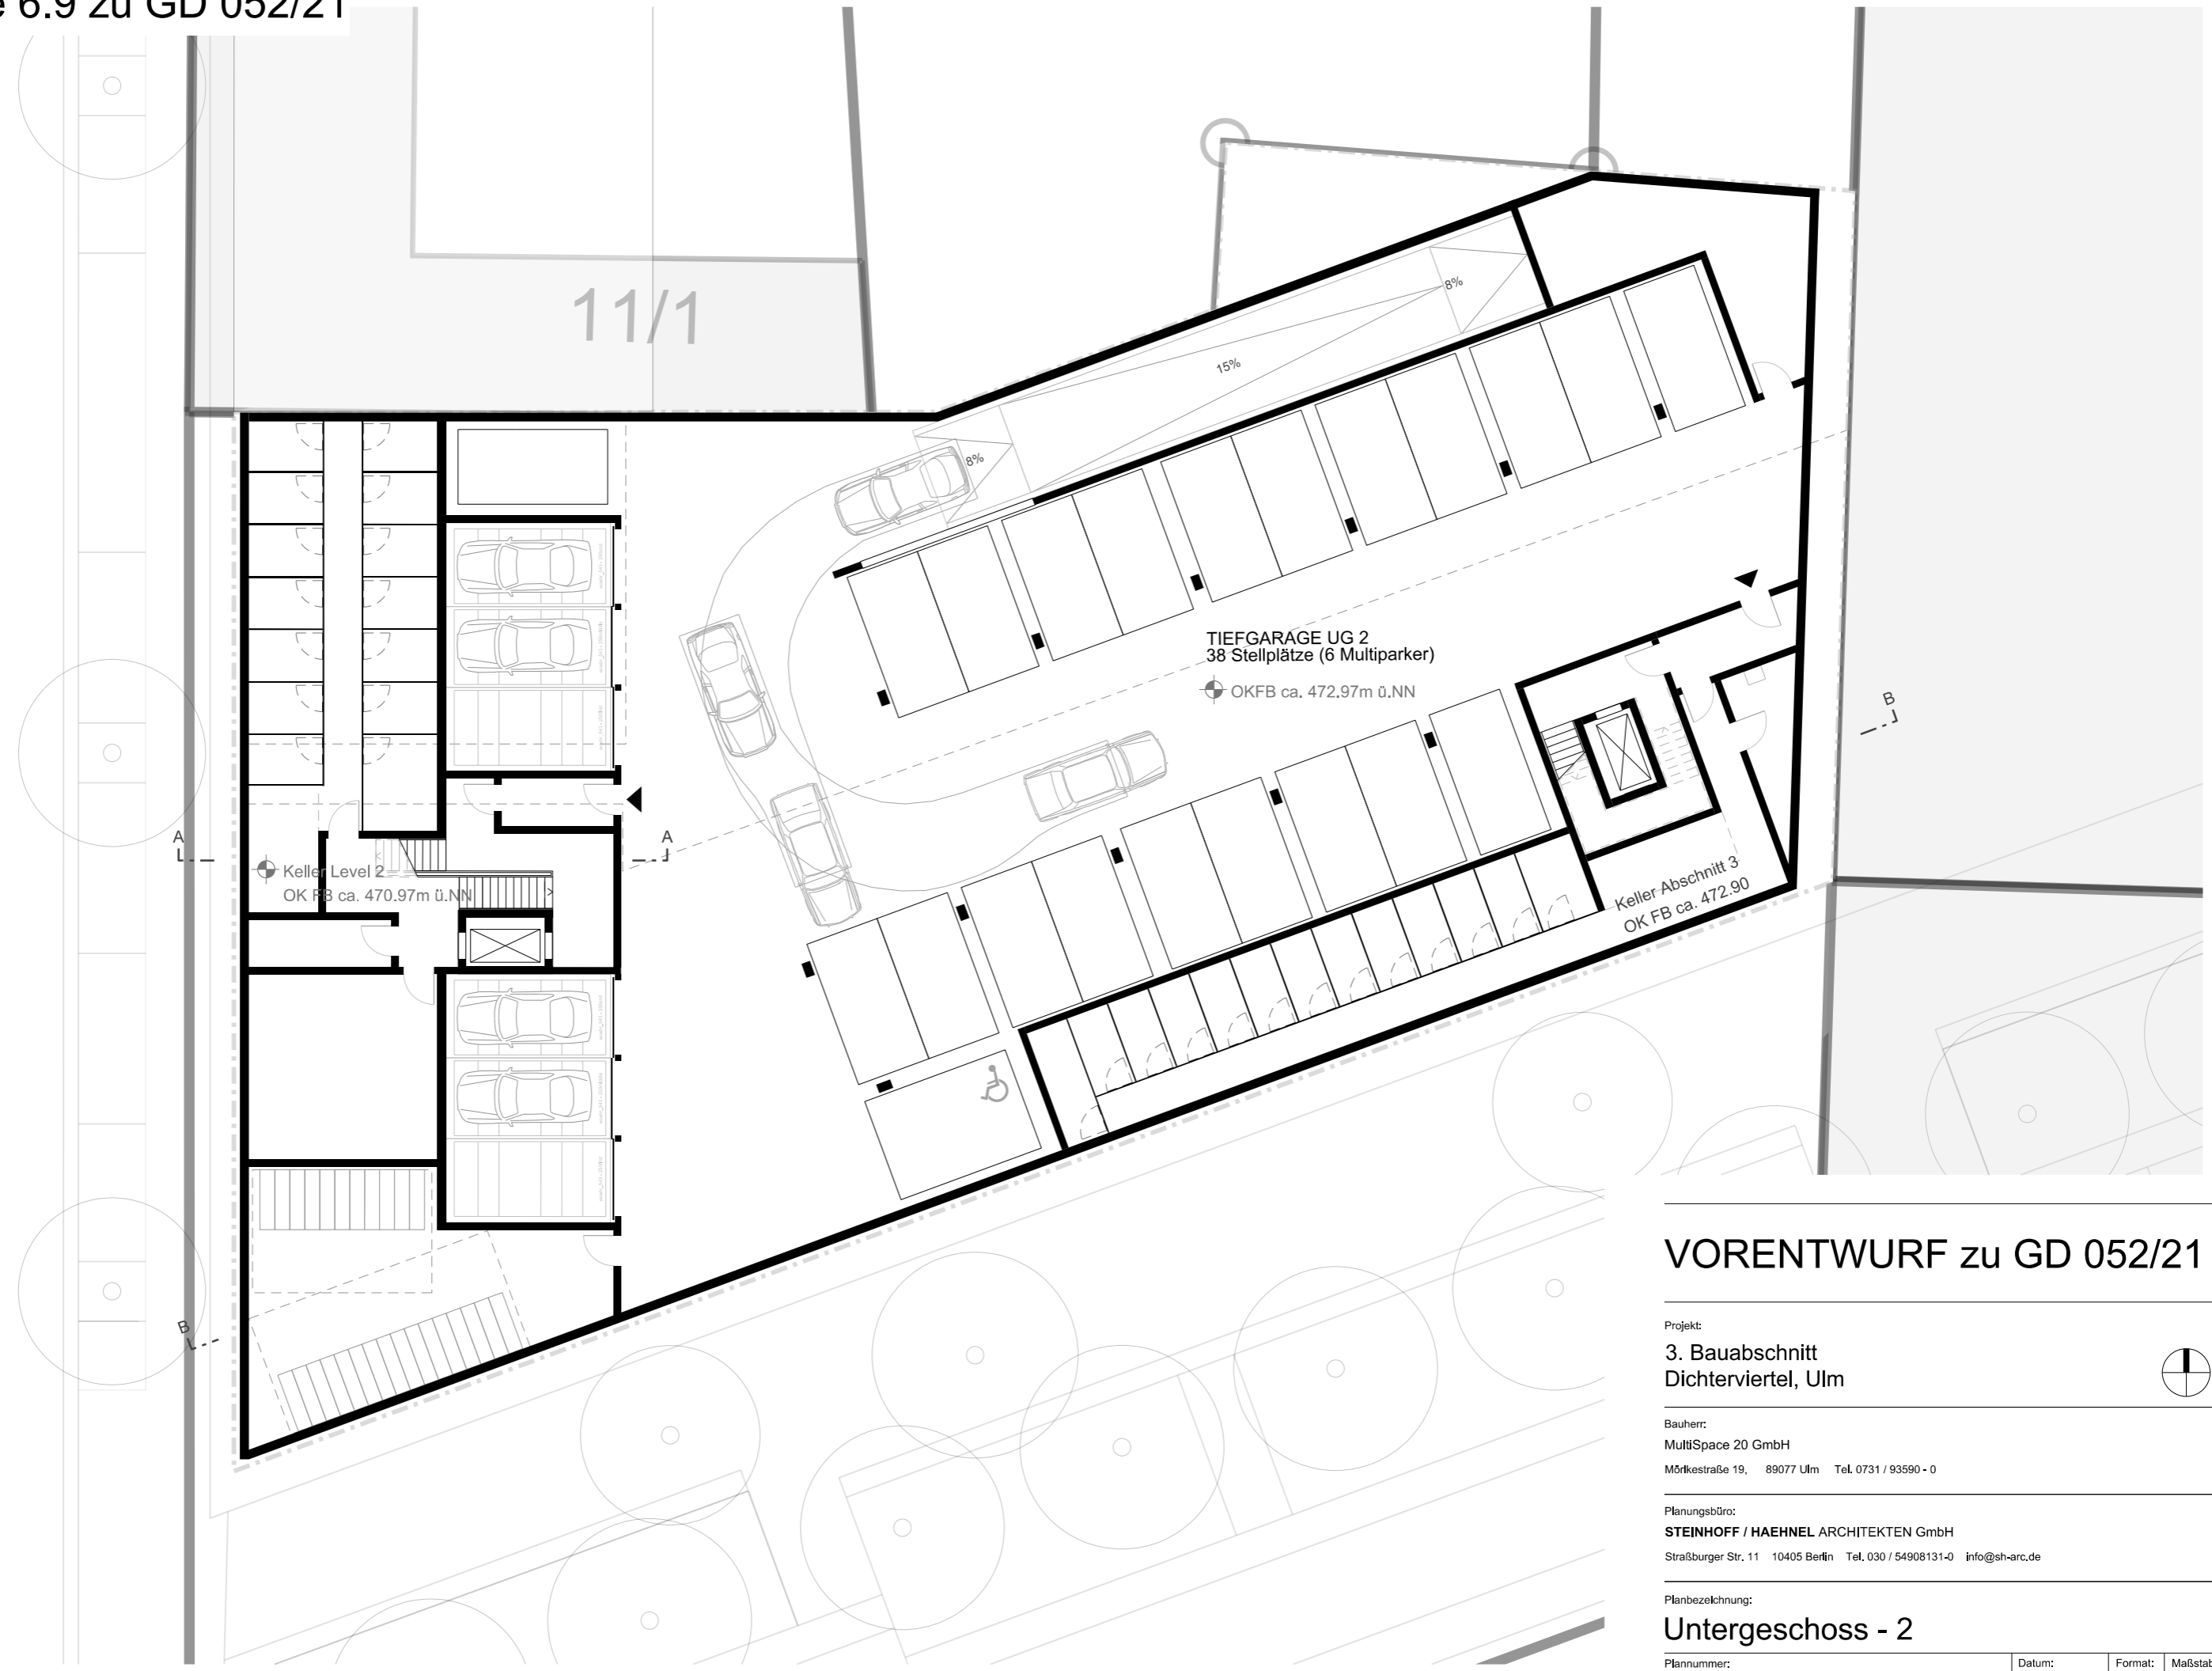 6.9 zu GD 052/21
11/1
8%
15%
8%
TIEFGARAGE UG 2
38 Stellplätze (6 Multiparker)
OKFB ca. 472.97m ü.NN
B
A
A
Keller Level 2
OK FB ca. 470.97m ü.NN
Keller Abschnitt 3
OK FB ca. 472.90
B
VORENTWURF zu GD 052/21
Projekt:
3. Bauabschnitt
Dichterviertel, Ulm
Bauherr:
MultiSpace 20 GmbH
Mörikestraße 19, 89077 Ulm Tel. 0731 / 93590 - 0
Planungsbüro:
STEINHOFF / HAEHNEL ARCHITEKTEN GmbH
Straßburger Str. 11 10405 Berlin Tel. 030 / 54908131-0 info@sh-arc.de
Planbezeichnung:
Untergeschoss - 2
Plannummer: Datum: Format: Maßstab